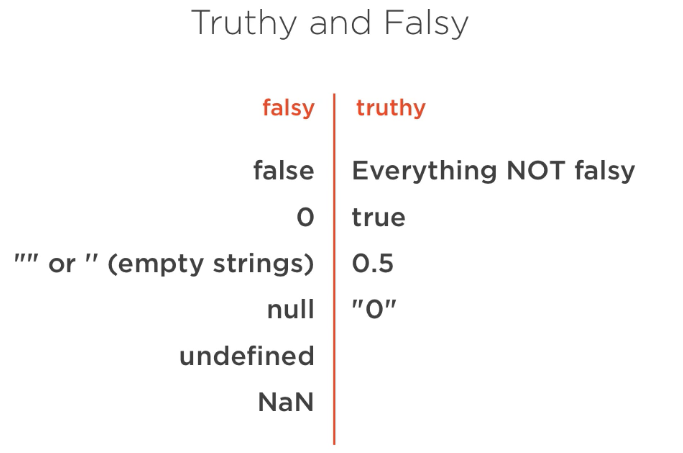 Truthy and Falsy
falsy truthy
false Everything NOT falsy
0 true
"" or '' (empty strings) 0.5
null "0"
undefined
NaN